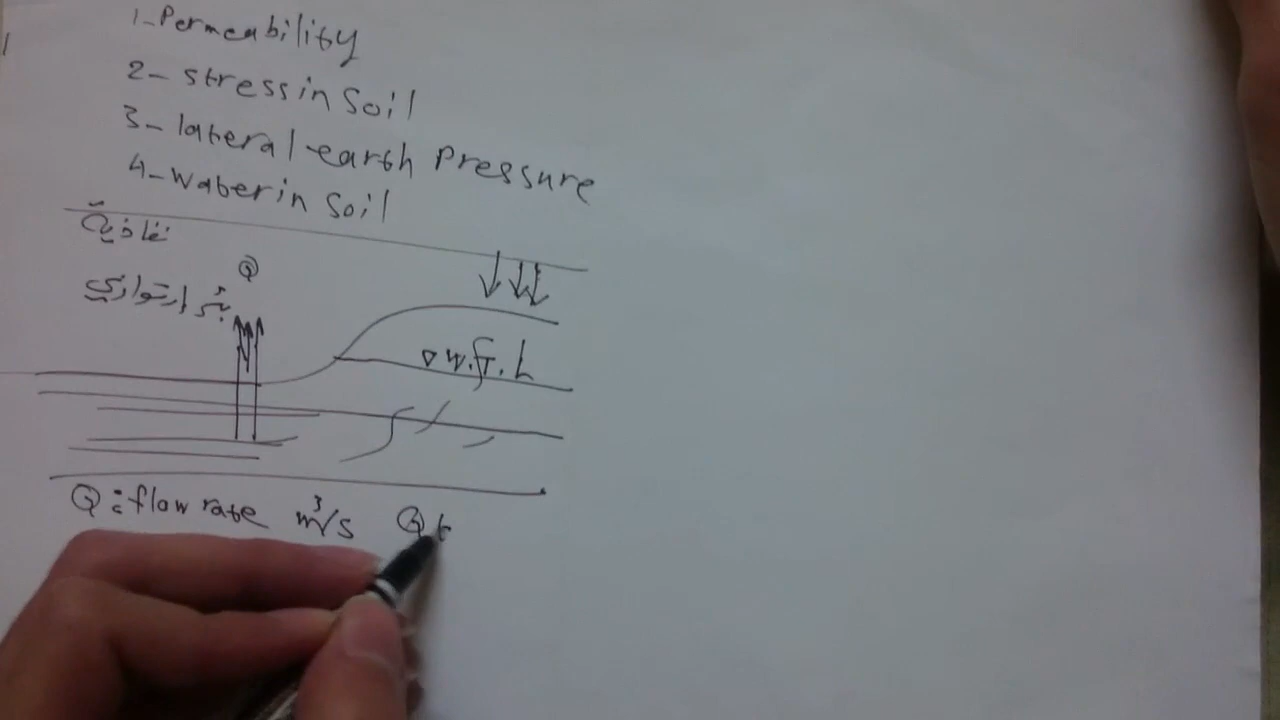 1-Permeability
2- stress in Soil
3- lateral earth Pressure
4- water in Soil
نفاذية
Q
بئر ارتوازي
∇ W.G.L
Q: flow rate m³/s Qt